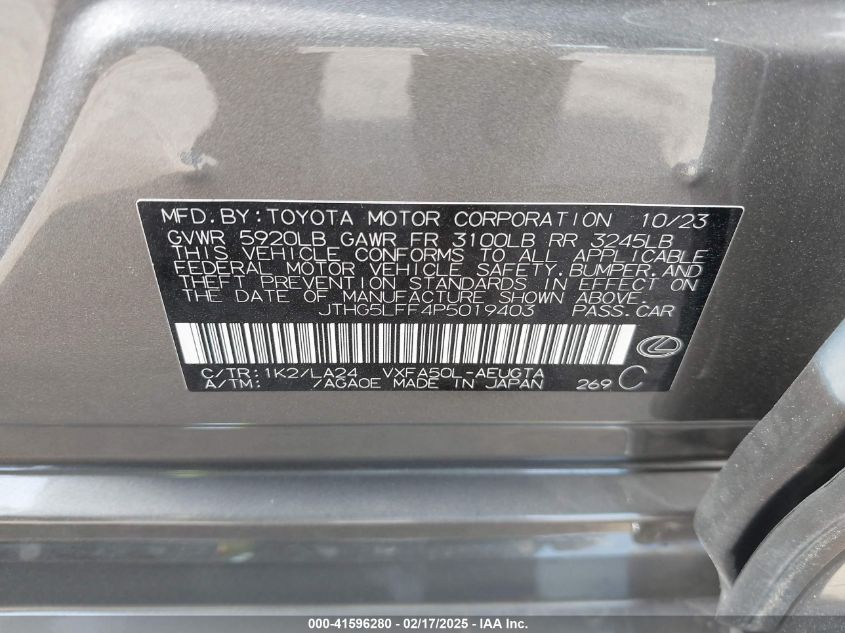 MFD. BY: TOYOTA MOTOR CORPORATION 10/23
GVWR 5920LB GAWR FR 3100LB RR 3245LB
THIS VEHICLE CONFORMS TO ALL APPLICABLE
FEDERAL MOTOR VEHICLE SAFETY, BUMPER, AND
THEFT PREVENTION STANDARDS IN EFFECT ON
THE DATE OF MANUFACTURE SHOWN ABOVE.
JTHG5LFF4P5019403 PASS. CAR
C/TR: 1K2/LA24 VXFA50L-AEUGTA
A/TM: /AGA0E MADE IN JAPAN 269 C
000-41596280 - 02/17/2025 - IAA Inc.